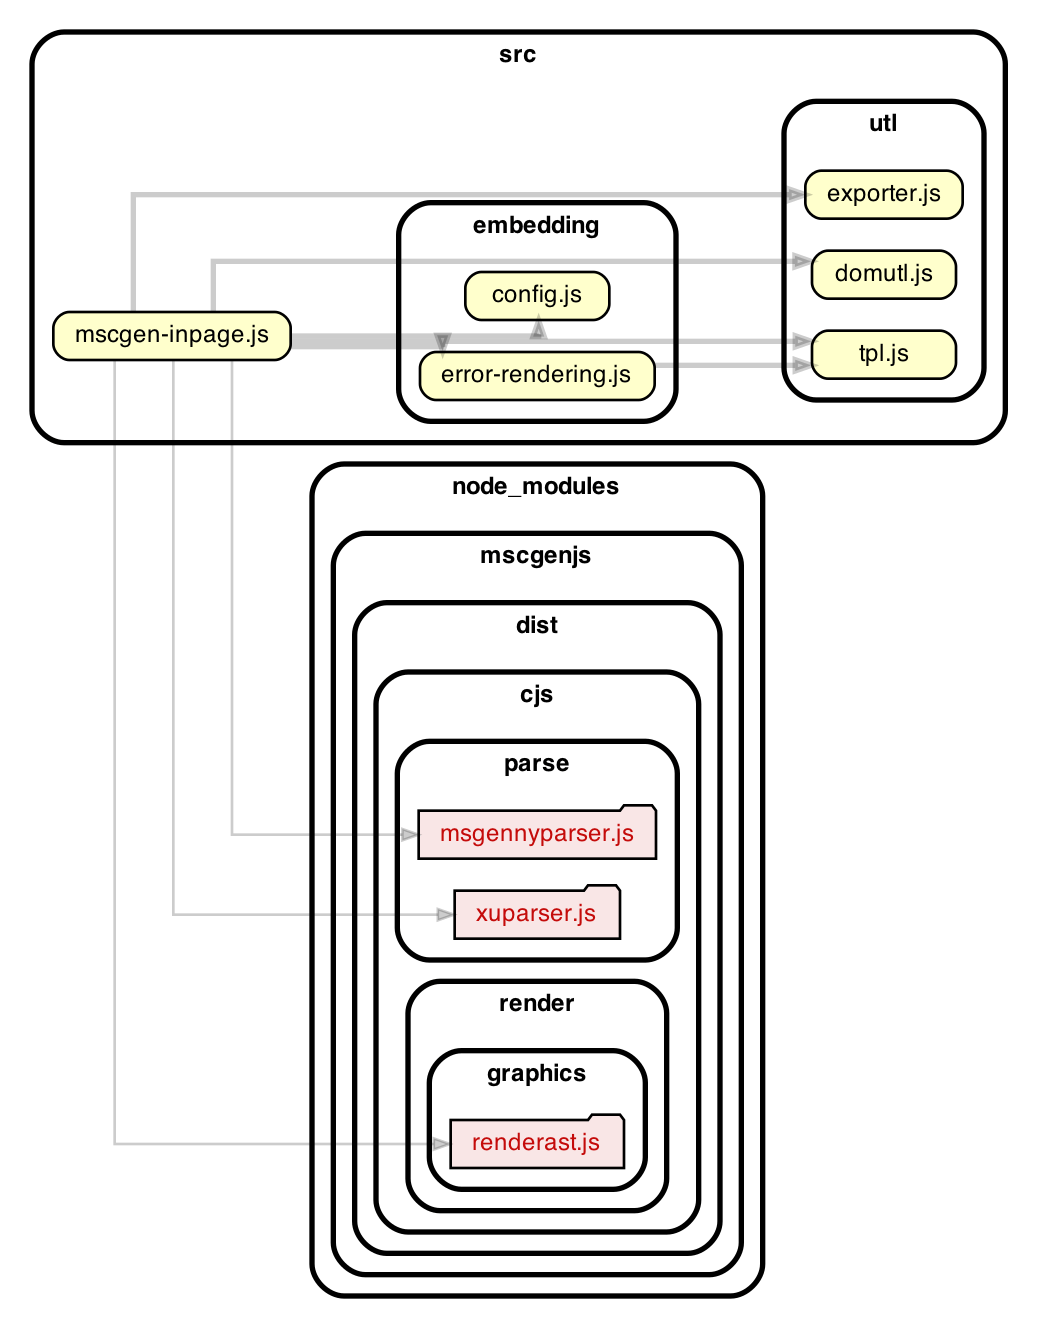 src
utl
exporter.js
embedding
domutl.js
config.js
mscgen-inpage.js
tpl.js
error-rendering.js
node_modules
mscgenjs
dist
cjs
parse
msgennyparser.js
xuparser.js
render
graphics
renderast.js